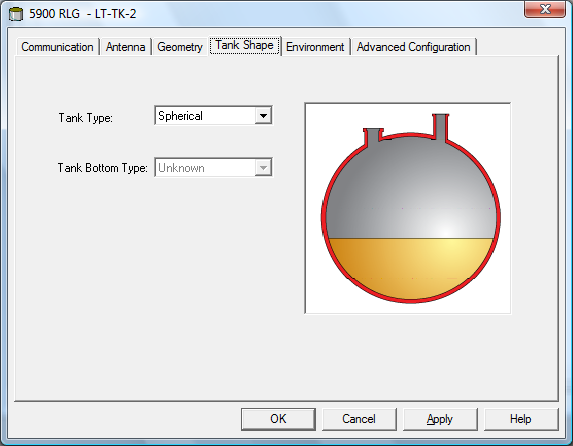 5900 RLG - LT-TK-2
Communication Antenna Geometry Tank Shape Environment Advanced Configuration
Tank Type: Spherical
Tank Bottom Type: Unknown
OK Cancel Apply Help